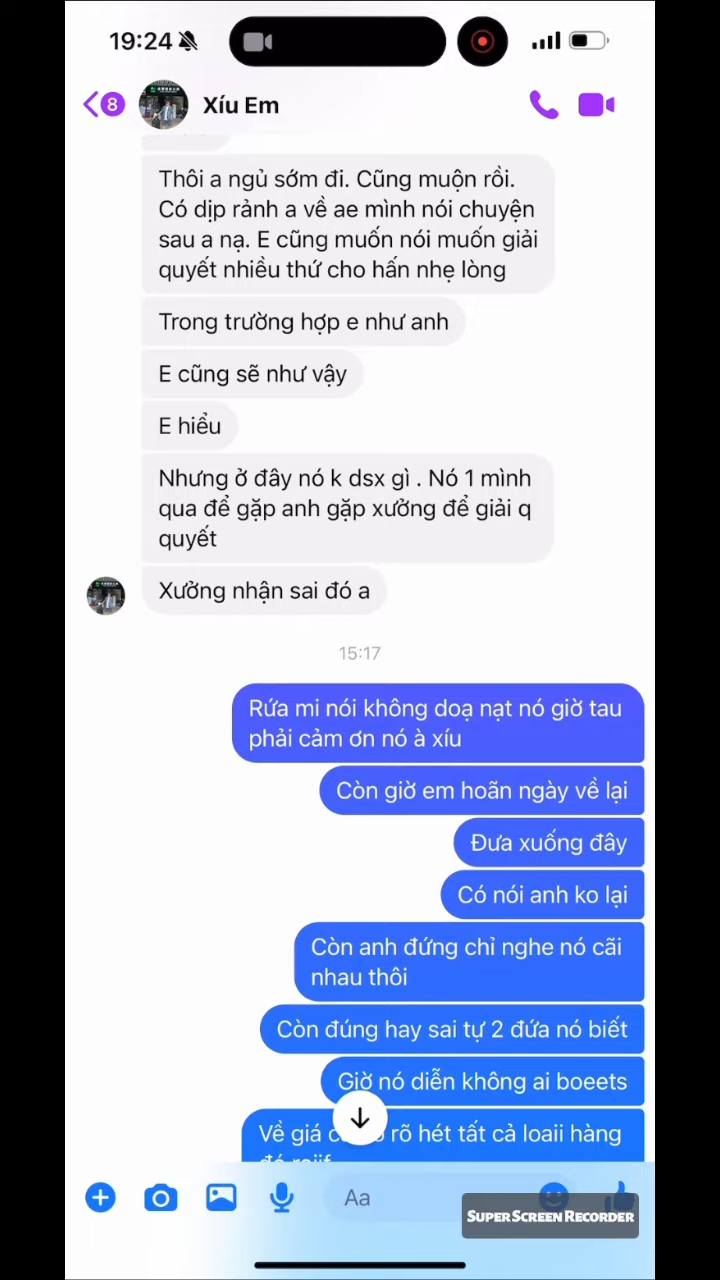 19:24
8
Xíu Em
Thôi a ngủ sớm đi. Cũng muộn rồi.
Có dịp rảnh a về ae mình nói chuyện
sau a nạ. E cũng muốn nói muốn giải
quyết nhiều thứ cho hấn nhẹ lòng
Trong trường hợp e như anh
E cũng sẽ như vậy
E hiểu
Nhưng ở đây nó k dsx gì . Nó 1 mình
qua để gặp anh gặp xưởng để giải q
quyết
Xưởng nhận sai đó a
15:17
Rứa mi nói không doạ nạt nó giờ tau
phải cảm ơn nó à xíu
Còn giờ em hoãn ngày về lại
Đưa xuống đây
Có nói anh ko lại
Còn anh đứng chỉ nghe nó cãi
nhau thôi
Còn đúng hay sai tự 2 đứa nó biết
Giờ nó diễn không ai boeets
Về giá rõ hét tất cả loaii hàng
Aa
SUPER SCREEN RECORDER